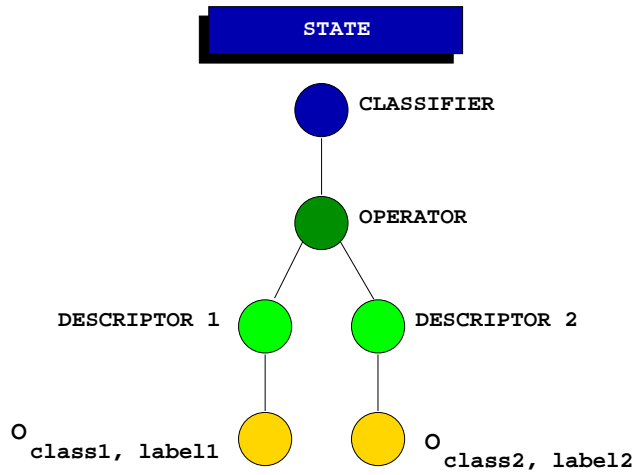 STATE
CLASSIFIER
OPERATOR
DESCRIPTOR 1
DESCRIPTOR 2
O class1, label1
O class2, label2